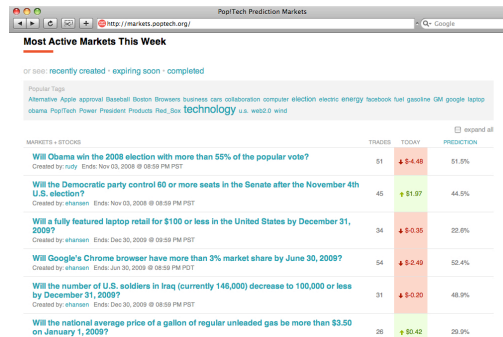 Pop!Tech Prediction Markets
http://markets.poptech.org/
Google
Most Active Markets This Week
or see: recently created • expiring soon • completed
Popular Tags
Alternative Apple approval Baseball Boston Browsers business cars collaboration computer election electric energy facebook fuel gasoline GM google laptop
obama Pop!Tech Power President Products Red_Sox technology u.s. web2.0 wind
expand all
MARKETS + STOCKS TRADES TODAY PREDICTION
Will Obama win the 2008 election with more than 55% of the popular vote?
Created by: rudy Ends: Nov 03, 2008 @ 08:59 PM PST
51 $-4.48 51.5%
Will the Democratic party control 60 or more seats in the Senate after the November 4th
U.S. election?
Created by: ehansen Ends: Nov 03, 2008 @ 08:59 PM PST
45 $1.97 44.5%
Will a fully featured laptop retail for $100 or less in the United States by December 31,
2009?
Created by: ehansen Ends: Dec 30, 2009 @ 09:59 PM PST
34 $-0.35 22.6%
Will Google's Chrome browser have more than 3% market share by June 30, 2009?
Created by: ehansen Ends: Jun 30, 2009 @ 08:59 PM PDT
54 $-2.49 52.4%
Will the number of U.S. soldiers in Iraq (currently 146,000) decrease to 100,000 or less
by December 31, 2009?
Created by: ehansen Ends: Dec 30, 2009 @ 08:59 PM PST
31 $-0.20 48.9%
Will the national average price of a gallon of regular unleaded gas be more than $3.50
on January 1, 2009?
26 $0.42 29.9%